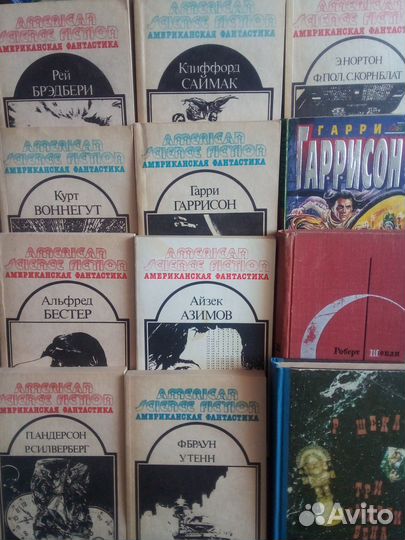 AMERICAN
SCIENCE FICTION
АМЕРИКАНСКАЯ ФАНТАСТИКА
Рей
БРЭДБЕРИ
AMERICAN
SCIENCE FICTION
АМЕРИКАНСКАЯ ФАНТАСТИКА
Клиффорд
САЙМАК
AMERICAN
SCIENCE FICTION
АМЕРИКАНСКАЯ ФАНТАСТИКА
Э.НОРТОН
Ф.ПОЛ, С.КОРНБЛАТ
AMERICAN
SCIENCE FICTION
АМЕРИКАНСКАЯ ФАНТАСТИКА
Курт
ВОННЕГУТ
AMERICAN
SCIENCE FICTION
АМЕРИКАНСКАЯ ФАНТАСТИКА
Гарри
ГАРРИСОН
ГАРРИ
ГАРРИСОН
AMERICAN
SCIENCE FICTION
АМЕРИКАНСКАЯ ФАНТАСТИКА
Альфред
БЕСТЕР
AMERICAN
SCIENCE FICTION
АМЕРИКАНСКАЯ ФАНТАСТИКА
Айзек
АЗИМОВ
Роберт Шекли
AMERICAN
SCIENCE FICTION
АМЕРИКАНСКАЯ ФАНТАСТИКА
П.АНДЕРСОН
Р.СИЛВЕРБЕРГ
AMERICAN
SCIENCE FICTION
АМЕРИКАНСКАЯ ФАНТАСТИКА
Ф.БРАУН
У.ТЕНН
Р. ШЕКЛ
ТРИ
Avito